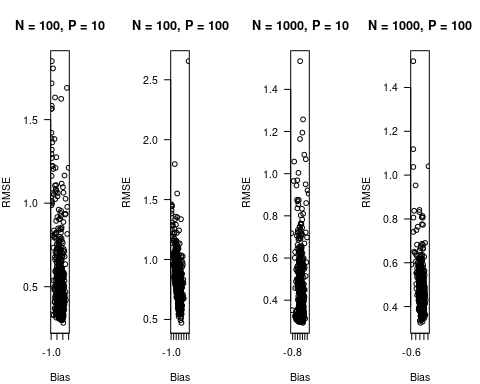 N = 100, P = 10
N = 100, P = 100
N = 1000, P = 10
N = 1000, P = 100
RMSE
1.5
1.0
0.5
-1.0
Bias
RMSE
2.5
2.0
1.5
1.0
0.5
-1.0
Bias
RMSE
1.4
1.2
1.0
0.8
0.6
0.4
-0.8
Bias
RMSE
1.4
1.2
1.0
0.8
0.6
0.4
-0.6
Bias